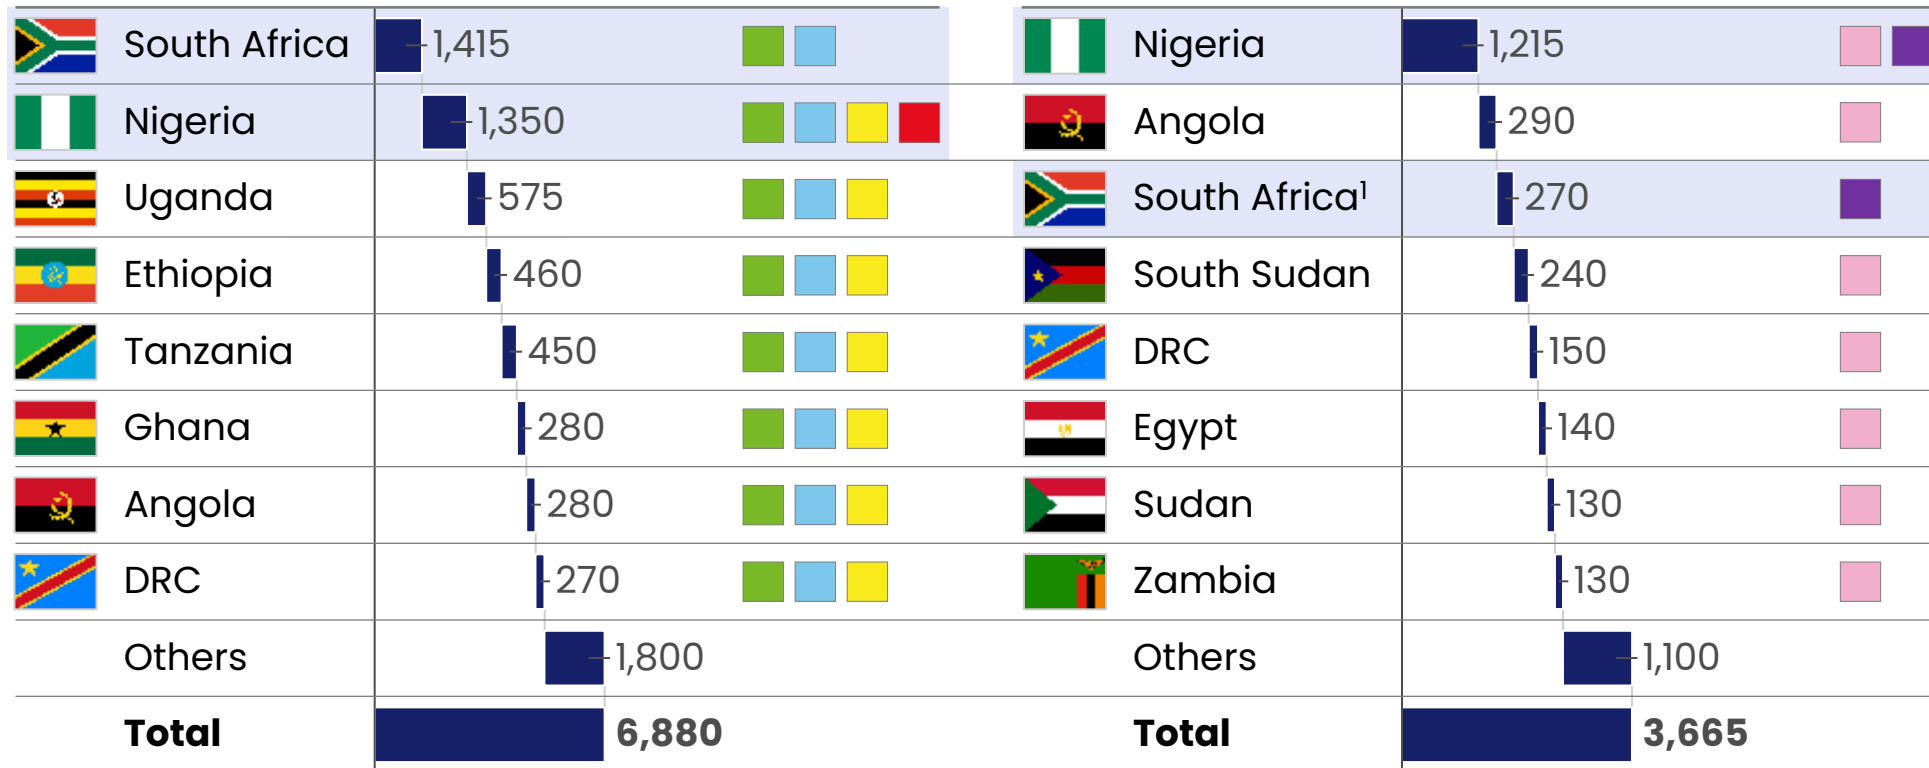 South Africa 1,415
Nigeria 1,350
Uganda 575
Ethiopia 460
Tanzania 450
Ghana 280
Angola 280
DRC 270
Others 1,800
Total 6,880
Nigeria 1,215
Angola 290
South Africa¹ 270
South Sudan 240
DRC 150
Egypt 140
Sudan 130
Zambia 130
Others 1,100
Total 3,665